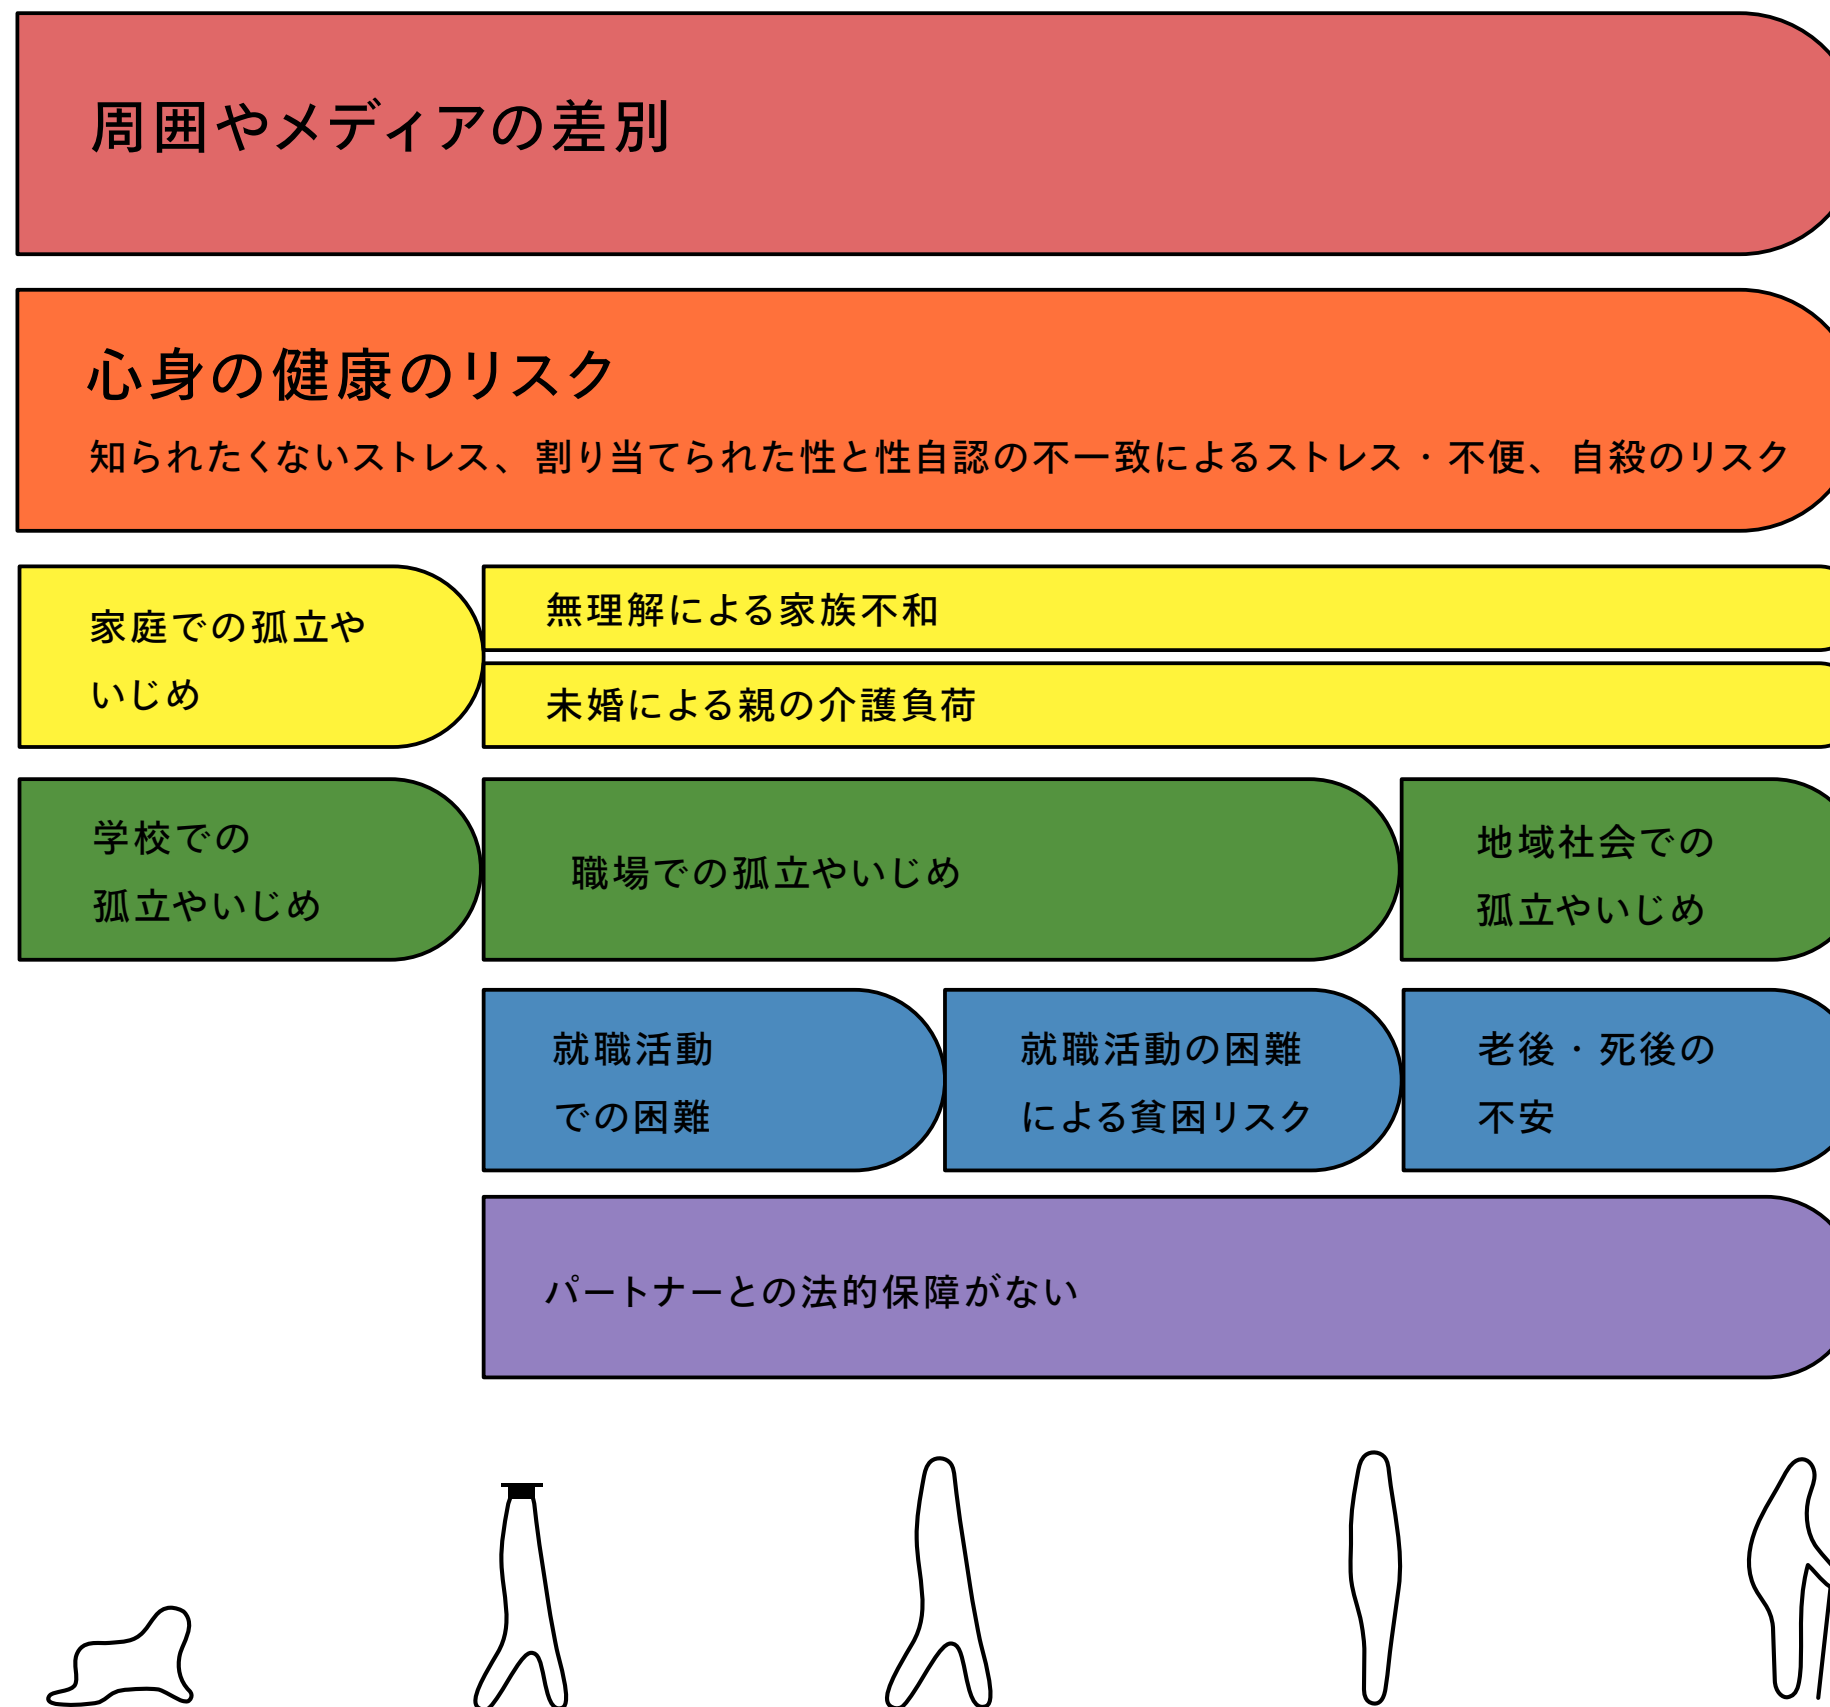 周囲やメディアの差別
心身の健康のリスク
知られたくないストレス、割り当てられた性と性自認の不一致によるストレス・不便、自殺のリスク
家庭での孤立や
いじめ
無理解による家族不和
未婚による親の介護負荷
学校での
孤立やいじめ
職場での孤立やいじめ
地域社会での
孤立やいじめ
就職活動
での困難
就職活動の困難
による貧困リスク
老後・死後の
不安
パートナーとの法的保障がない